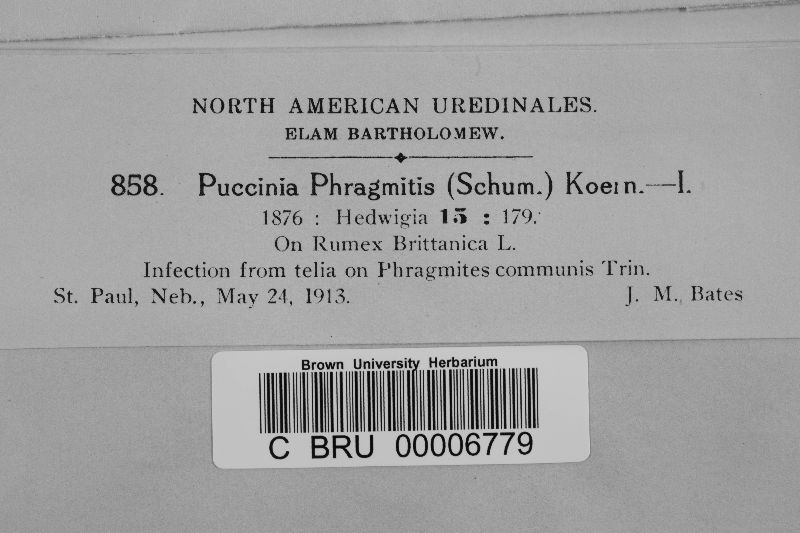 NORTH AMERICAN UREDINALES.
ELAM BARTHOLOMEW.
858. Puccinia Phragmitis (Schum.) Koern.—I.
1876 : Hedwigia 15 : 179.
On Rumex Brittanica L.
Infection from telia on Phragmites communis Trin.
St. Paul, Neb., May 24, 1913. J. M. Bates
Brown University Herbarium
C BRU 00006779